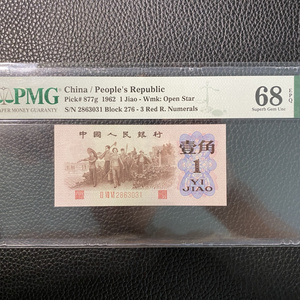 PMG
PAPER MONEY GUARANTY
China / People's Republic
Pick# 877g 1962 1 Jiao - Wmk: Open Star
S/N 2863031 Block 276 - 3 Red R. Numerals
68 EPQ
Superb Gem Unc
中国人民银行
壹角
1
YI
JIAO
2863031